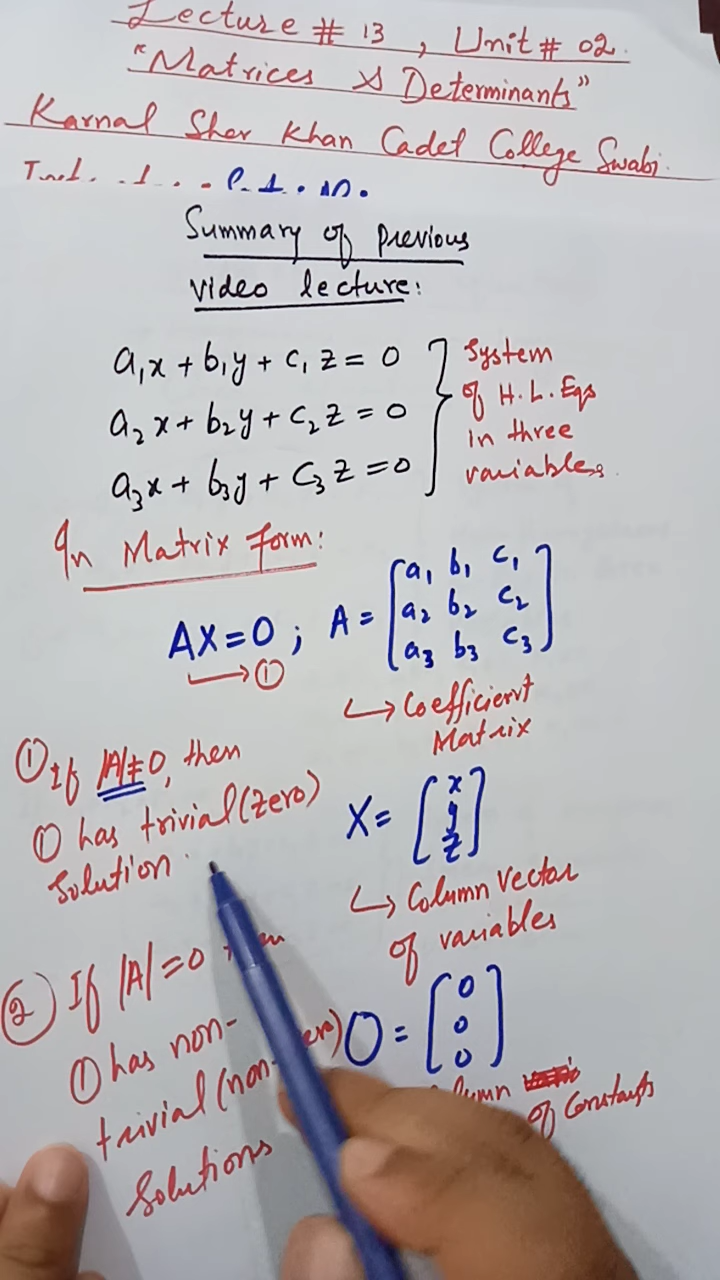 Lecture # 13, Unit # 02.
"Matrices & Determinants"
Karnal Sher Khan Cadet College Swabi.
Summary of previous
video lecture:
a₁x + b₁y + c₁z = 0
a₂x + b₂y + c₂z = 0
a₃x + b₃y + c₃z = 0
System
of H.L.Eqs
in three
variables.
In Matrix form:
AX=0 ; A = [a₁ b₁ c₁
a₂ b₂ c₂
a₃ b₃ c₃]
→ ①
↳ Coefficient
Matrix
① If |A|≠0, then
① has trivial (zero)
Solution.
X = [x
y
z]
↳ Column Vector
of variables
② If |A|=0
① has non-
trivial (non-
Solutions
O = [0
0
0]
of Constants